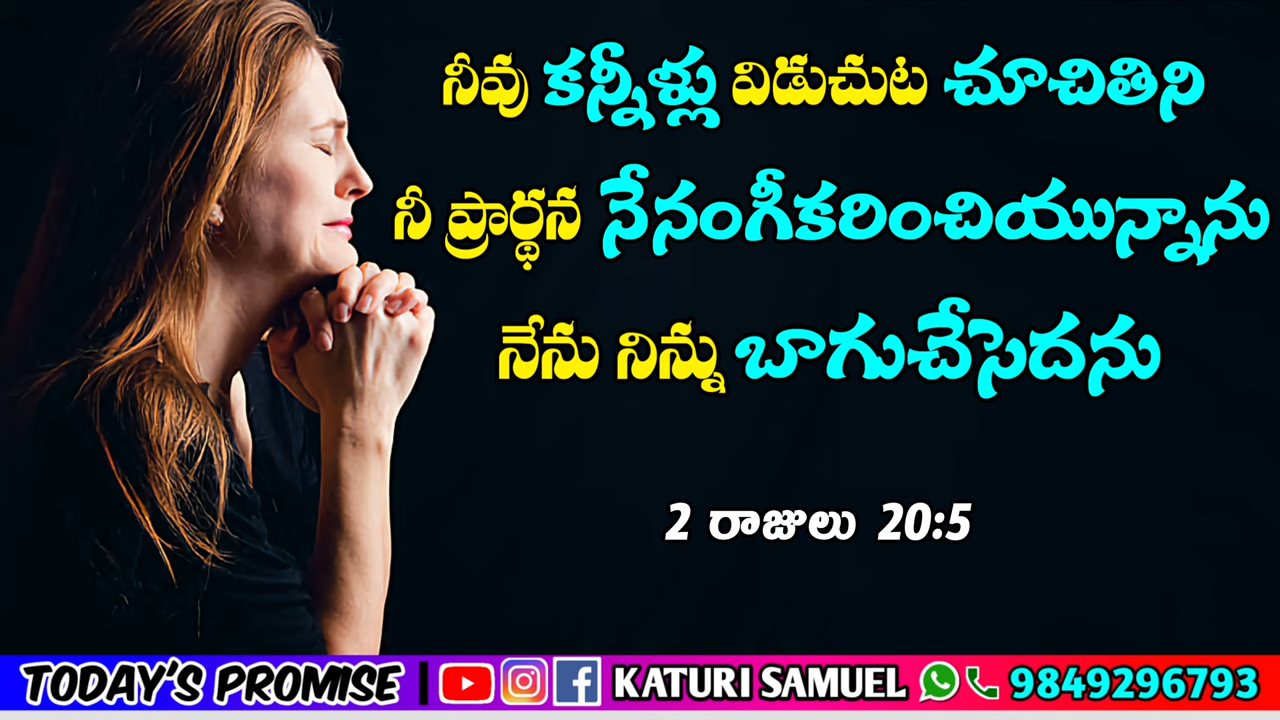 నీవు కన్నీళ్లు విడుచుట చూచితిని
నీ ప్రార్థన నేనంగీకరించియున్నాను
నేను నిన్ను బాగుచేసెదను
2 రాజులు 20:5
TODAY'S PROMISE | KATURI SAMUEL 9849296793